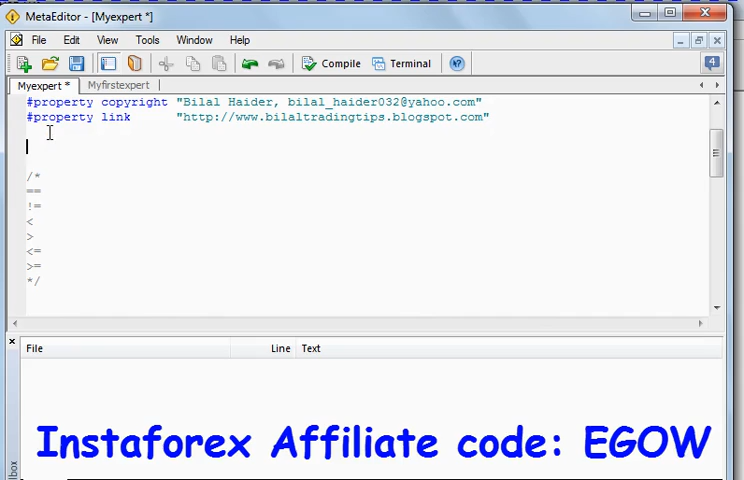 MetaEditor - [Myexpert *]
File Edit View Tools Window Help
Compile Terminal 4
Myexpert * Myfirstexpert
#property copyright "Bilal Haider, bilal_haider032@yahoo.com"
#property link "http://www.bilaltradingtips.blogspot.com"
/*
==
!=
<
>
<=
>=
*/
File Line Text
Instaforex Affiliate code: EGOW